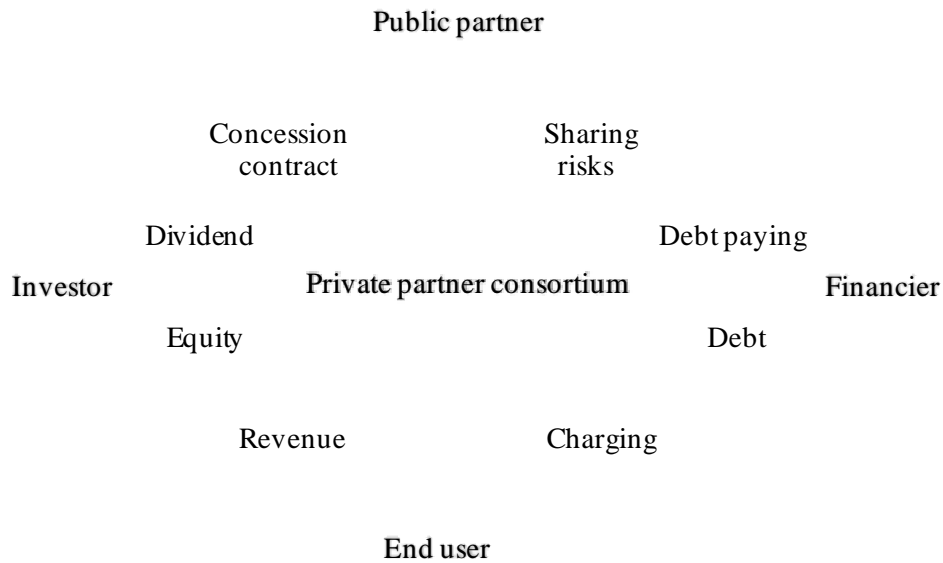 Public partner
Concession
contract
Sharing
risks
Dividend
Debt paying
Investor
Private partner consortium
Financier
Equity
Debt
Revenue
Charging
End user